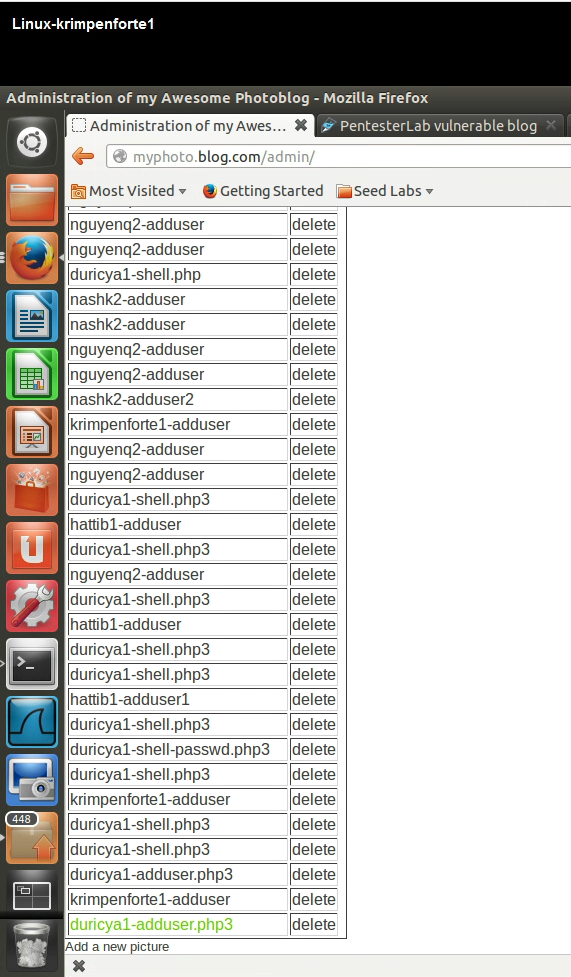 Linux-krimpenforte1
Administration of my Awesome Photoblog - Mozilla Firefox
Administration of my Awes... PentesterLab vulnerable blog
myphoto.blog.com/admin/
Most Visited Getting Started Seed Labs
nguyenq2-adduser delete
nguyenq2-adduser delete
duricya1-shell.php delete
nashk2-adduser delete
nashk2-adduser delete
nguyenq2-adduser delete
nguyenq2-adduser delete
nashk2-adduser2 delete
krimpenforte1-adduser delete
nguyenq2-adduser delete
nguyenq2-adduser delete
duricya1-shell.php3 delete
hattib1-adduser delete
duricya1-shell.php3 delete
nguyenq2-adduser delete
duricya1-shell.php3 delete
hattib1-adduser delete
duricya1-shell.php3 delete
duricya1-shell.php3 delete
hattib1-adduser1 delete
duricya1-shell.php3 delete
duricya1-shell-passwd.php3 delete
duricya1-shell.php3 delete
krimpenforte1-adduser delete
448
duricya1-shell.php3 delete
duricya1-shell.php3 delete
duricya1-adduser.php3 delete
krimpenforte1-adduser delete
duricya1-adduser.php3 delete
Add a new picture